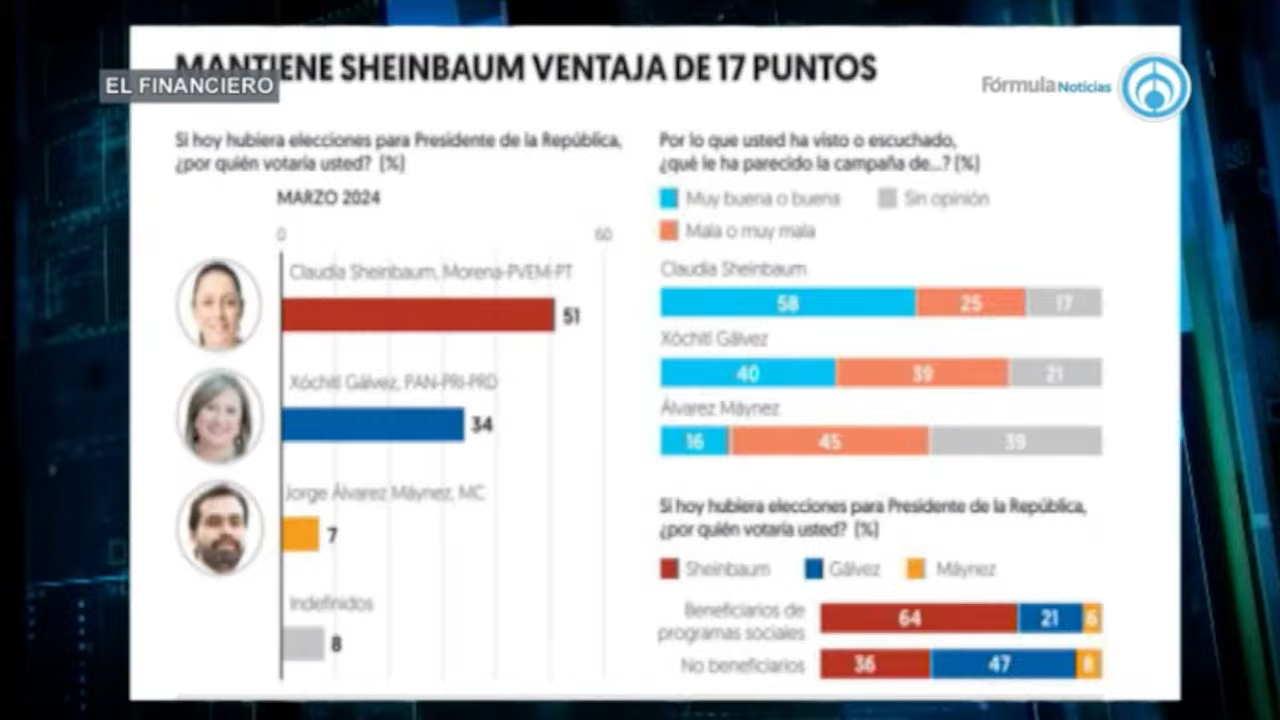 MANTIENE SHEINBAUM VENTAJA DE 17 PUNTOS
EL FINANCIERO
Fórmula Noticias
Si hoy hubiera elecciones para Presidente de la República,
¿por quién votaría usted? (%)
MARZO 2024
0 60
Claudia Sheinbaum, Morena-PVEM-PT
51
Xóchitl Gálvez, PAN-PRI-PRD
34
Jorge Álvarez Máynez, MC
7
Indefinidos
8
Por lo que usted ha visto o escuchado,
¿qué le ha parecido la campaña de...? (%)
Muy buena o buena Sin opinión
Mala o muy mala
Claudia Sheinbaum
58 25 17
Xóchitl Gálvez
40 39 21
Álvarez Máynez
16 45 39
Si hoy hubiera elecciones para Presidente de la República,
¿por quién votaría usted? (%)
Sheinbaum Gálvez Máynez
Beneficiarios de
programas sociales
64 21 6
No beneficiarios 36 47 8